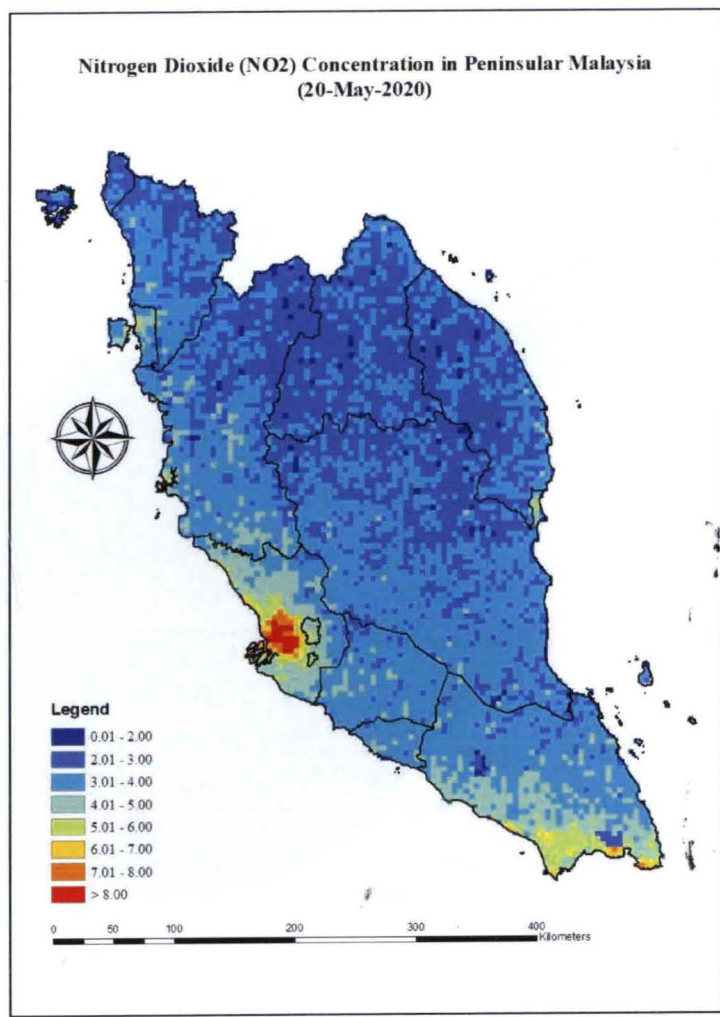 Nitrogen Dioxide (NO2) Concentration in Peninsular Malaysia
(20-May-2020)
Legend
0.01 - 2.00
2.01 - 3.00
3.01 - 4.00
4.01 - 5.00
5.01 - 6.00
6.01 - 7.00
7.01 - 8.00
> 8.00
0 50 100 200 300 400
Kilometers